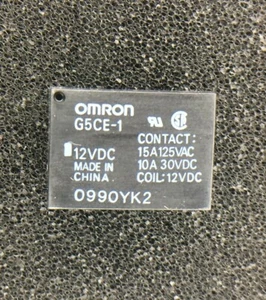 OMRON
G5CE-1
CONTACT:
12VDC 15A125VAC
MADE IN 10A 30VDC
CHINA COIL:12VDC
0990YK2